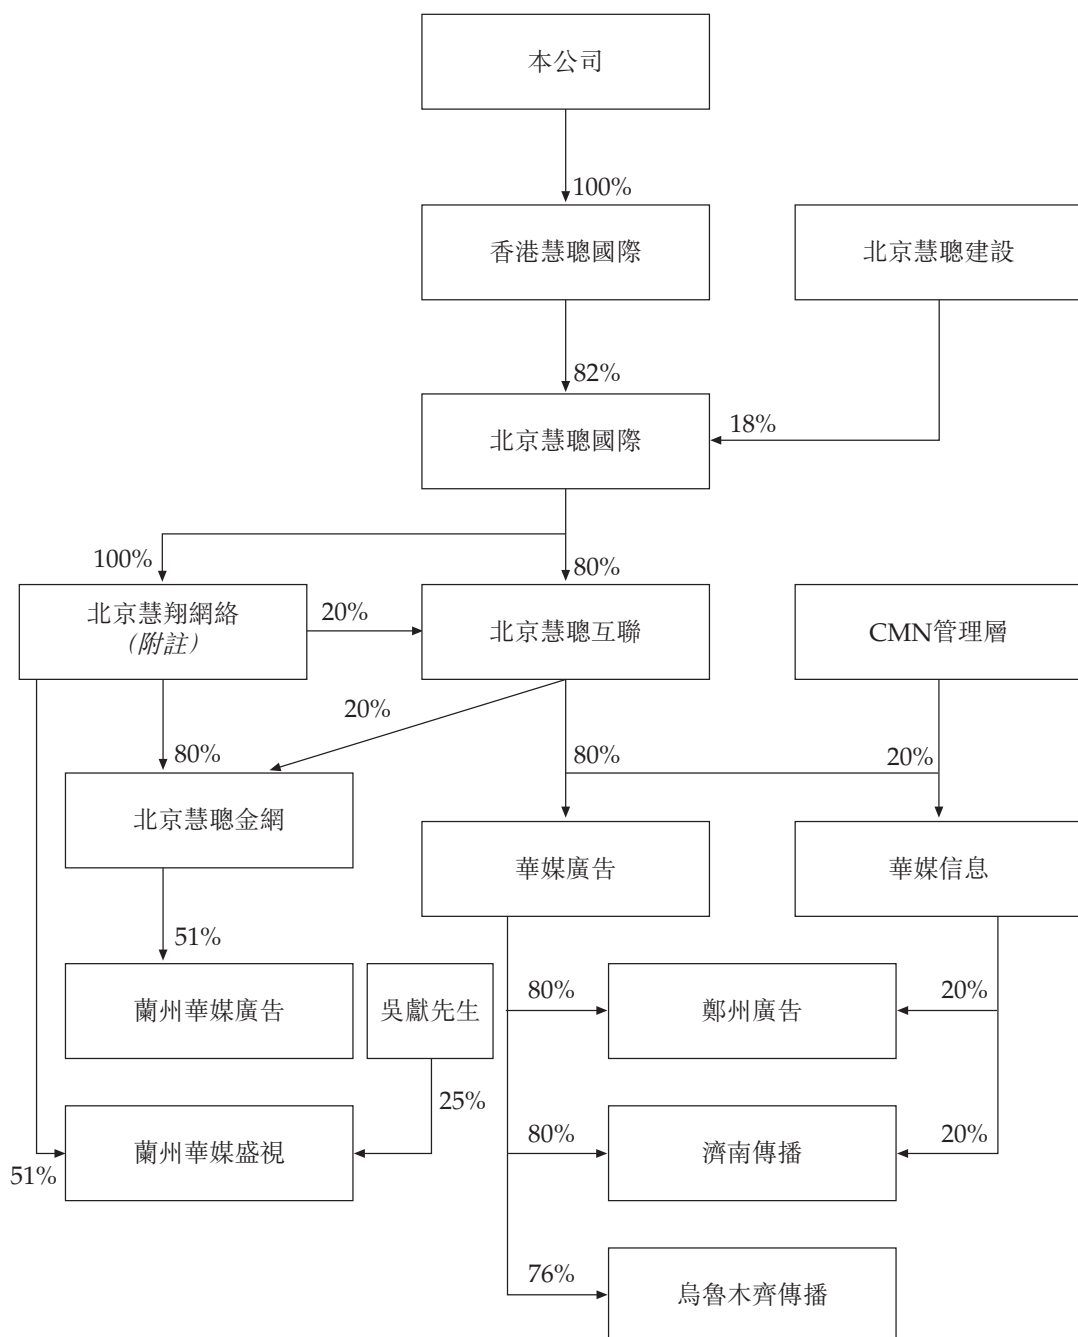 本公司
100%
香港慧聰國際
北京慧聰建設
82%
北京慧聰國際
18%
100%
80%
北京慧翔網絡
(附註)
20%
北京慧聰互聯
CMN管理層
20%
80%
80%
20%
北京慧聰金網
華媒廣告
華媒信息
51%
蘭州華媒廣告
吳獻先生
80%
鄭州廣告
20%
25%
蘭州華媒盛視
51%
80%
濟南傳播
20%
76%
烏魯木齊傳播